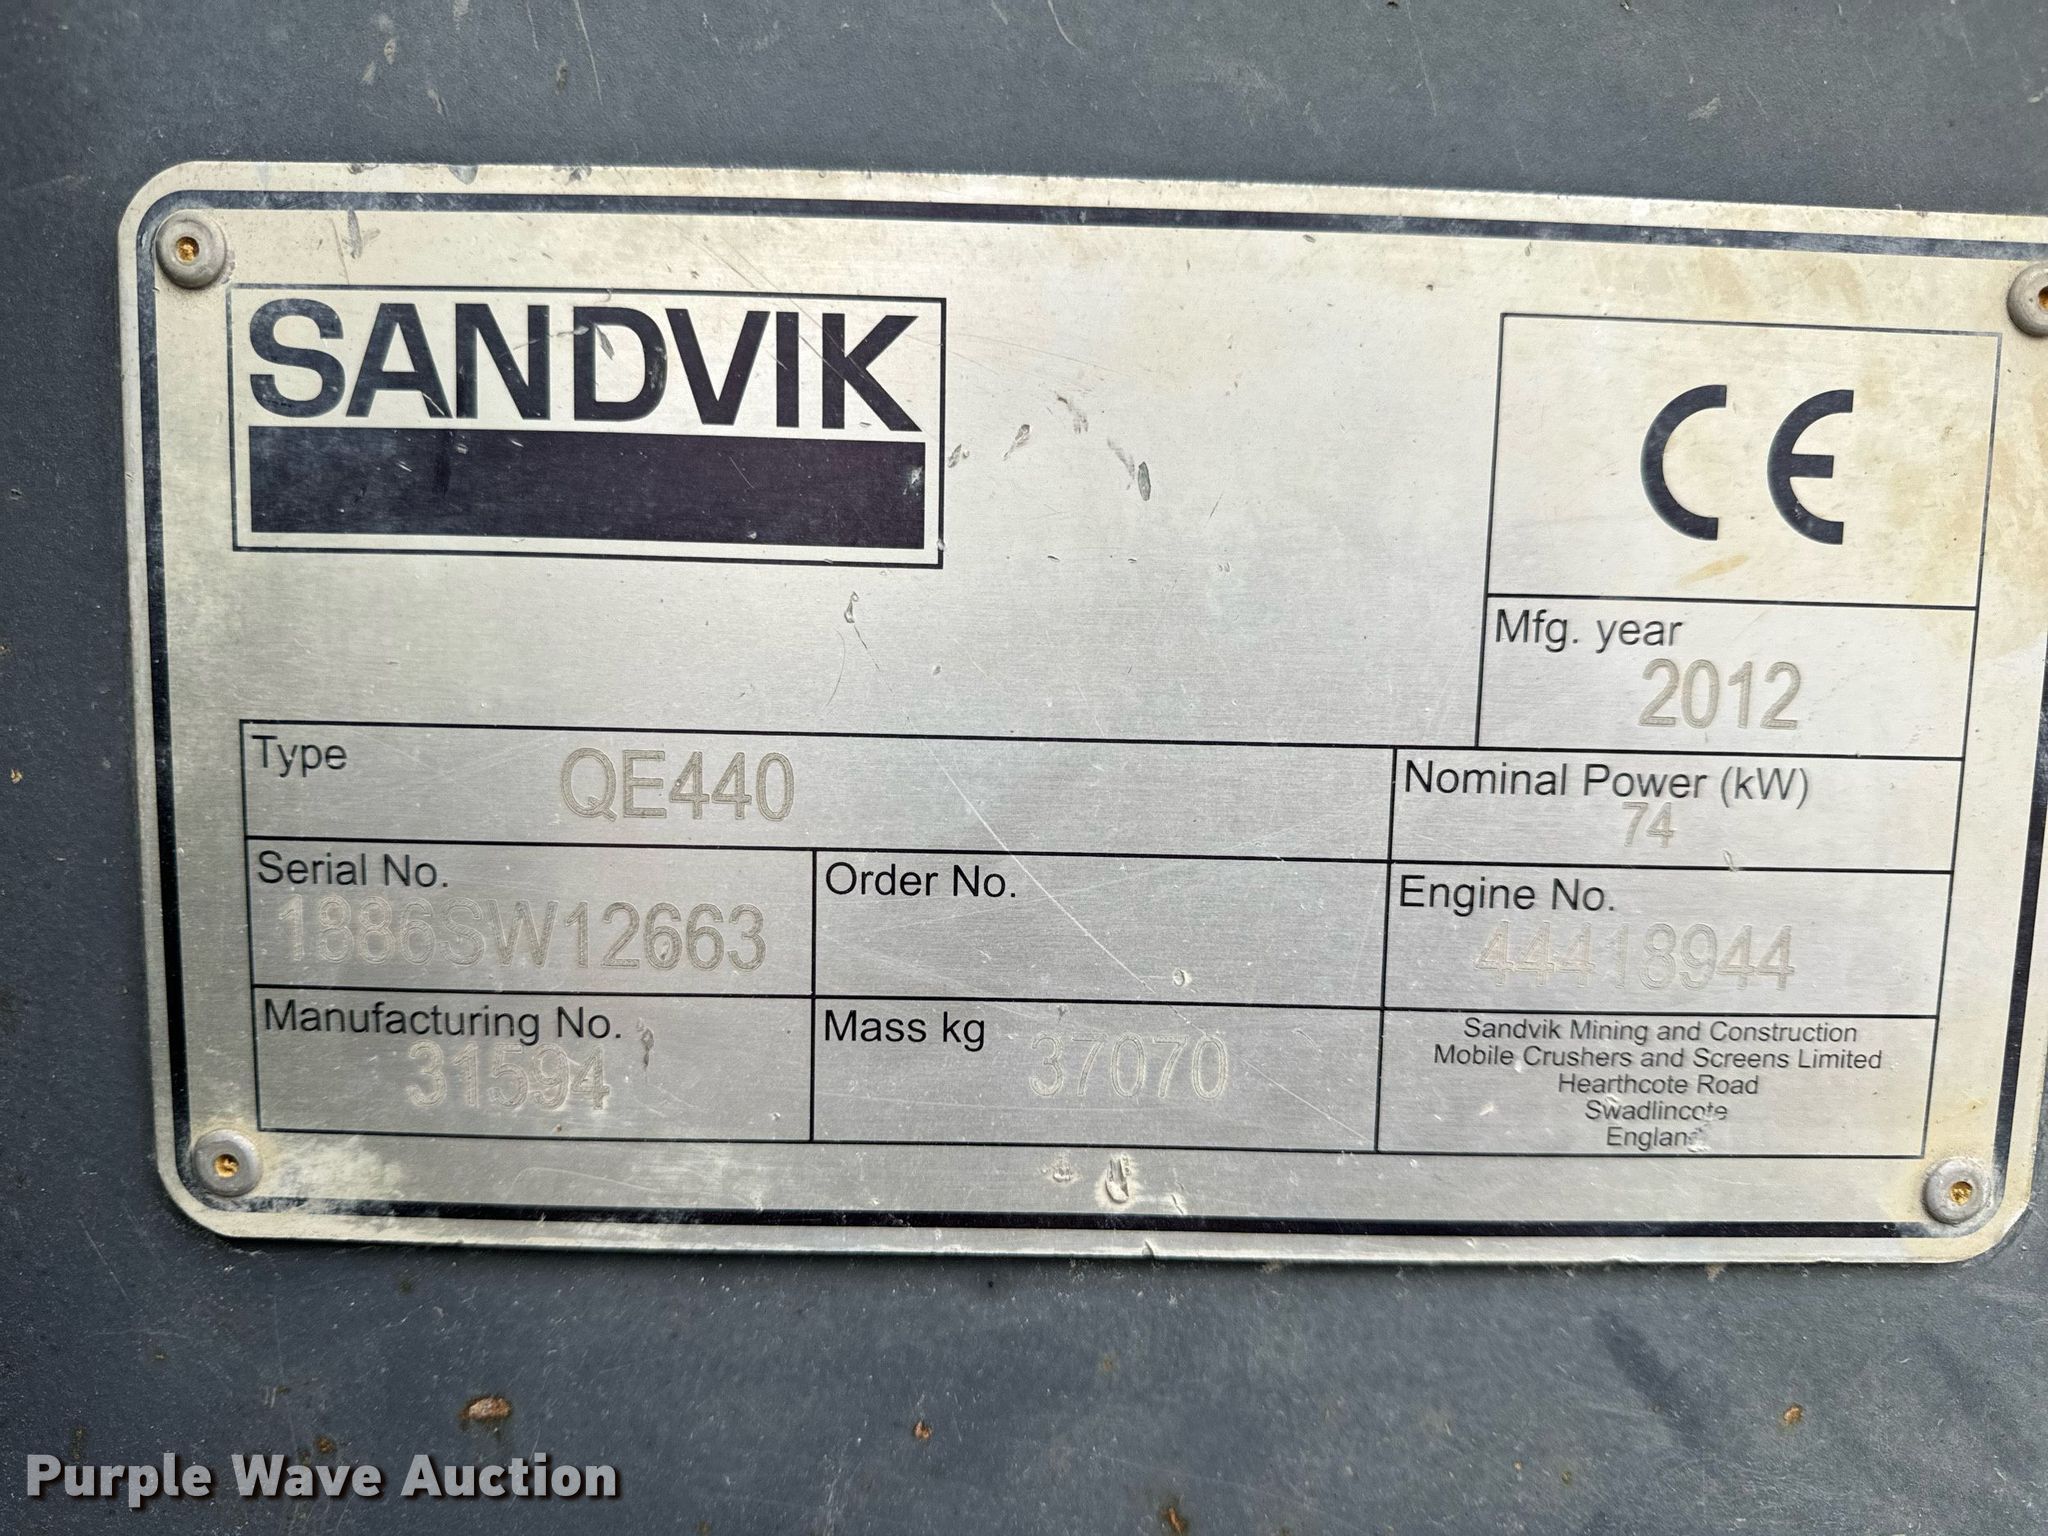 SANDVIK
CE
Mfg. year
2012
Type QE440
Nominal Power (kW)
74
Serial No.
1886SW12663
Order No.
Engine No.
44418944
Manufacturing No.
31594
Mass kg 37070
Sandvik Mining and Construction
Mobile Crushers and Screens Limited
Hearthcote Road
Swadlincote
England
Purple Wave Auction